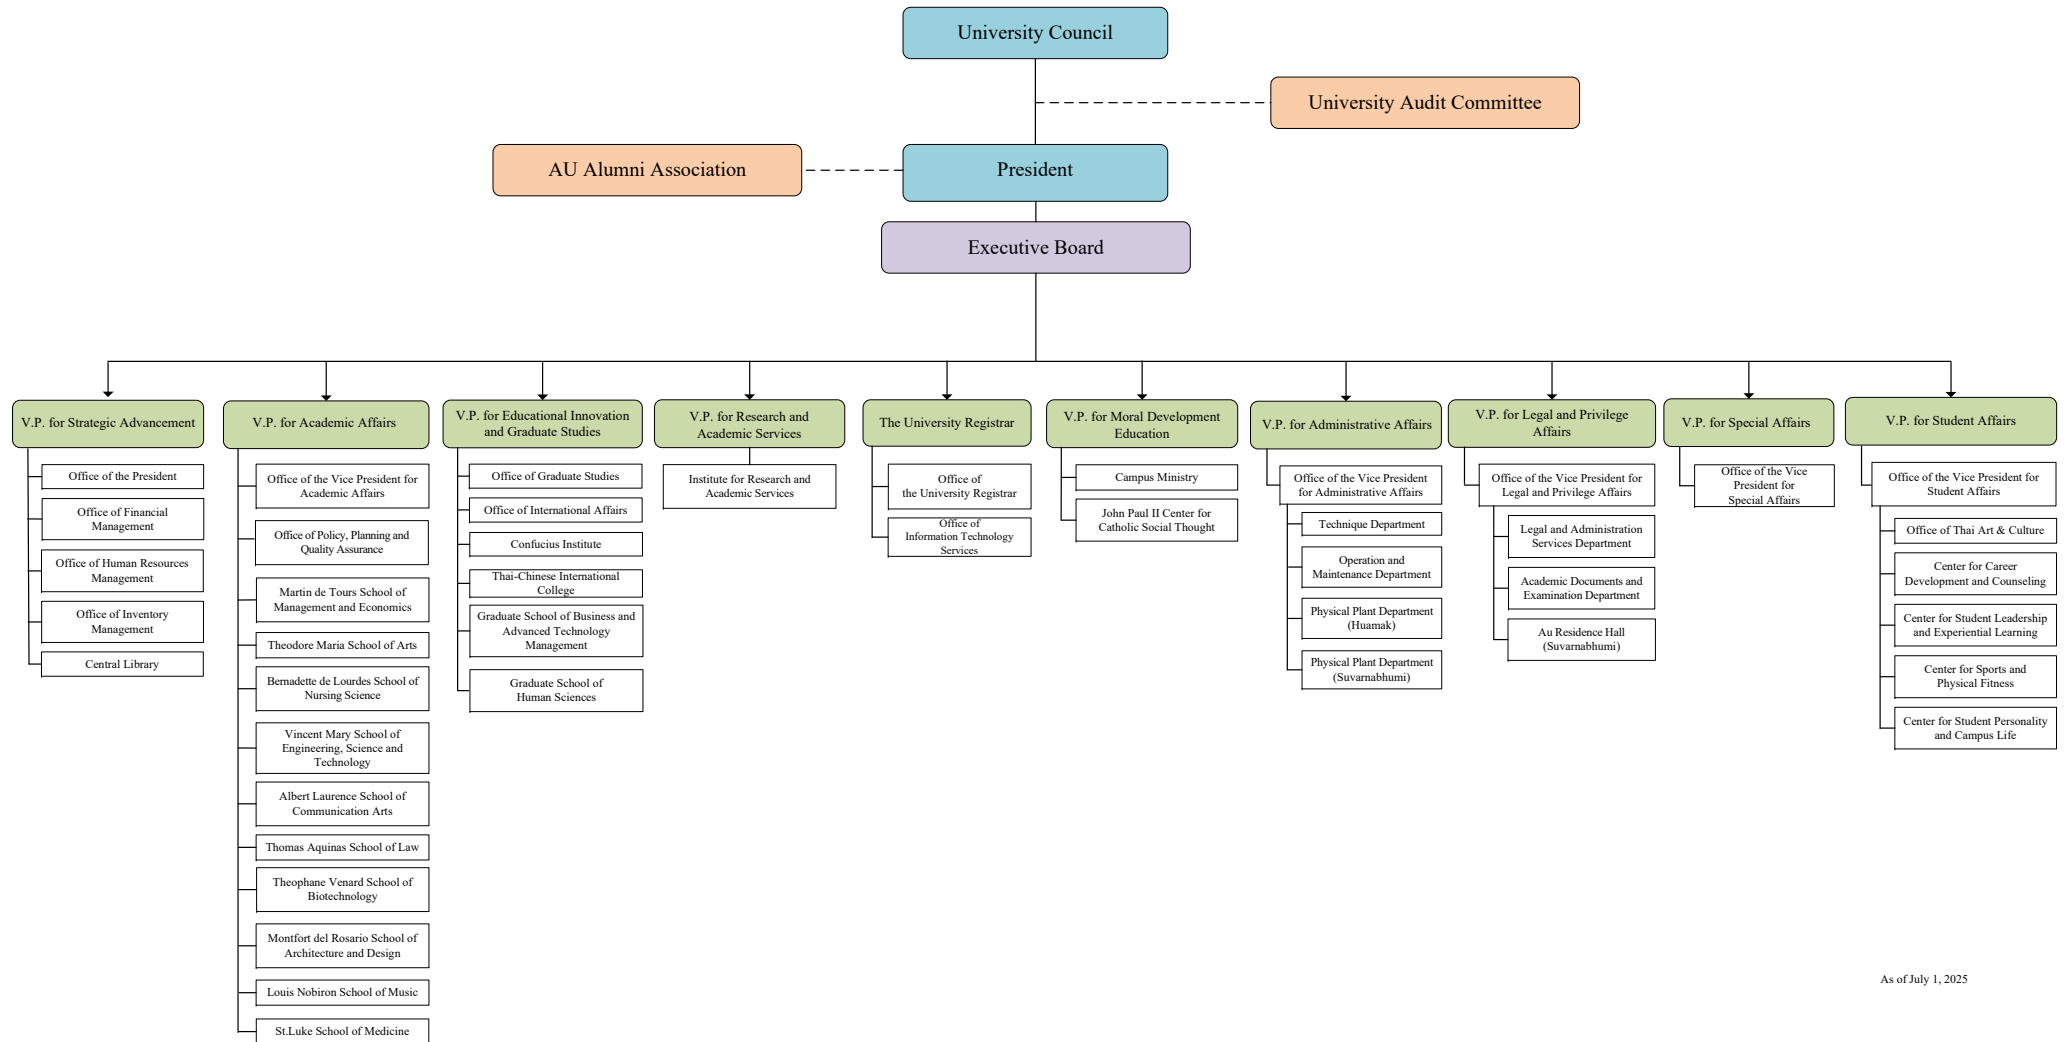 University Council
University Audit Committee
AU Alumni Association
President
Executive Board
V.P. for Strategic Advancement
Office of the President
Office of Financial
Management
Office of Human Resources
Management
Office of Inventory
Management
Central Library
V.P. for Academic Affairs
Office of the Vice President for
Academic Affairs
Office of Policy, Planning and
Quality Assurance
Martin de Tours School of
Management and Economics
Theodore Maria School of Arts
Bernadette de Lourdes School of
Nursing Science
Vincent Mary School of
Engineering, Science and
Technology
Albert Laurence School of
Communication Arts
Thomas Aquinas School of Law
Theophane Venard School of
Biotechnology
Montfort del Rosario School of
Architecture and Design
Louis Nobiron School of Music
St.Luke School of Medicine
V.P. for Educational Innovation
and Graduate Studies
Office of Graduate Studies
Office of International Affairs
Confucius Institute
Thai-Chinese International
College
Graduate School of Business and
Advanced Technology
Management
Graduate School of
Human Sciences
V.P. for Research and
Academic Services
Institute for Research and
Academic Services
The University Registrar
Office of
the University Registrar
Office of
Information Technology
Services
V.P. for Moral Development
Education
Campus Ministry
John Paul II Center for
Catholic Social Thought
V.P. for Administrative Affairs
Office of the Vice President
for Administrative Affairs
Technique Department
Operation and
Maintenance Department
Physical Plant Department
(Huamak)
Physical Plant Department
(Suvarnabhumi)
V.P. for Legal and Privilege
Affairs
Office of the Vice President for
Legal and Privilege Affairs
Legal and Administration
Services Department
Academic Documents and
Examination Department
Au Residence Hall
(Suvarnabhumi)
V.P. for Special Affairs
Office of the Vice
President for
Special Affairs
V.P. for Student Affairs
Office of the Vice President for
Student Affairs
Office of Thai Art & Culture
Center for Career
Development and Counseling
Center for Student Leadership
and Experiential Learning
Center for Sports and
Physical Fitness
Center for Student Personality
and Campus Life
As of July 1, 2025